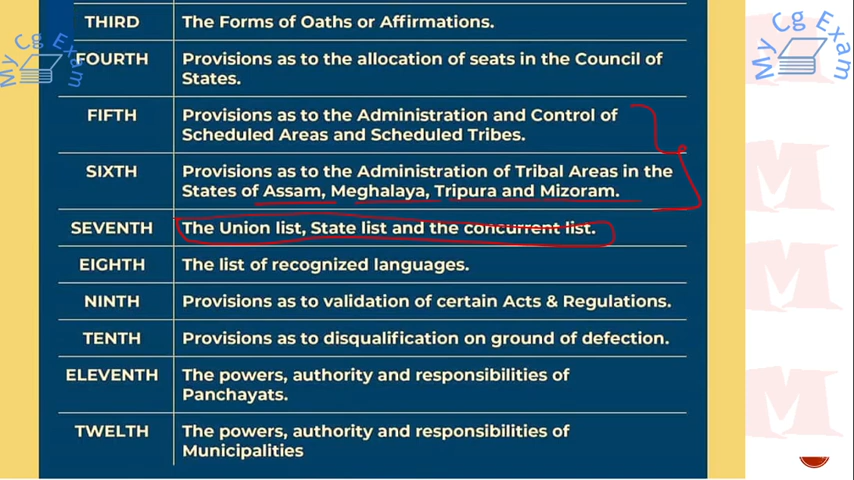 My Cg Exam
My Cg Exam
THIRD The Forms of Oaths or Affirmations.
FOURTH Provisions as to the allocation of seats in the Council of
States.
FIFTH Provisions as to the Administration and Control of
Scheduled Areas and Scheduled Tribes.
SIXTH Provisions as to the Administration of Tribal Areas in the
States of Assam, Meghalaya, Tripura and Mizoram.
SEVENTH The Union list, State list and the concurrent list.
EIGHTH The list of recognized languages.
NINTH Provisions as to validation of certain Acts & Regulations.
TENTH Provisions as to disqualification on ground of defection.
ELEVENTH The powers, authority and responsibilities of
Panchayats.
TWELTH The powers, authority and responsibilities of
Municipalities
M
M
M